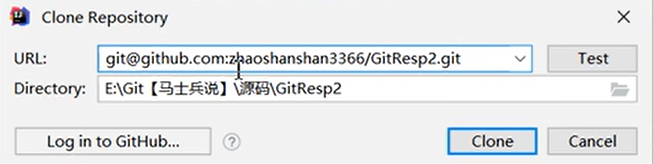 Clone Repository
URL: git@github.com:zhaoshanshan3366/GitResp2.git Test
Directory: E:\Git【马士兵说】\源码\GitResp2
Log in to GitHub... ? Clone Cancel